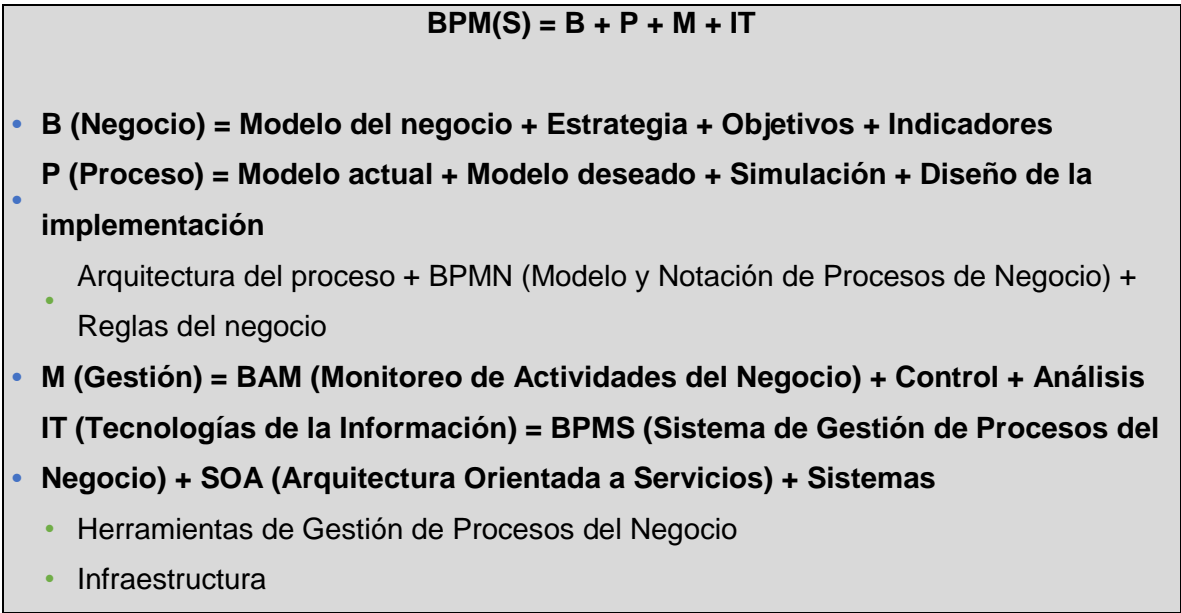 BPM(S) = B + P + M + IT
• B (Negocio) = Modelo del negocio + Estrategia + Objetivos + Indicadores
• P (Proceso) = Modelo actual + Modelo deseado + Simulación + Diseño de la
implementación
• Arquitectura del proceso + BPMN (Modelo y Notación de Procesos de Negocio) +
Reglas del negocio
• M (Gestión) = BAM (Monitoreo de Actividades del Negocio) + Control + Análisis
IT (Tecnologías de la Información) = BPMS (Sistema de Gestión de Procesos del
• Negocio) + SOA (Arquitectura Orientada a Servicios) + Sistemas
• Herramientas de Gestión de Procesos del Negocio
• Infraestructura